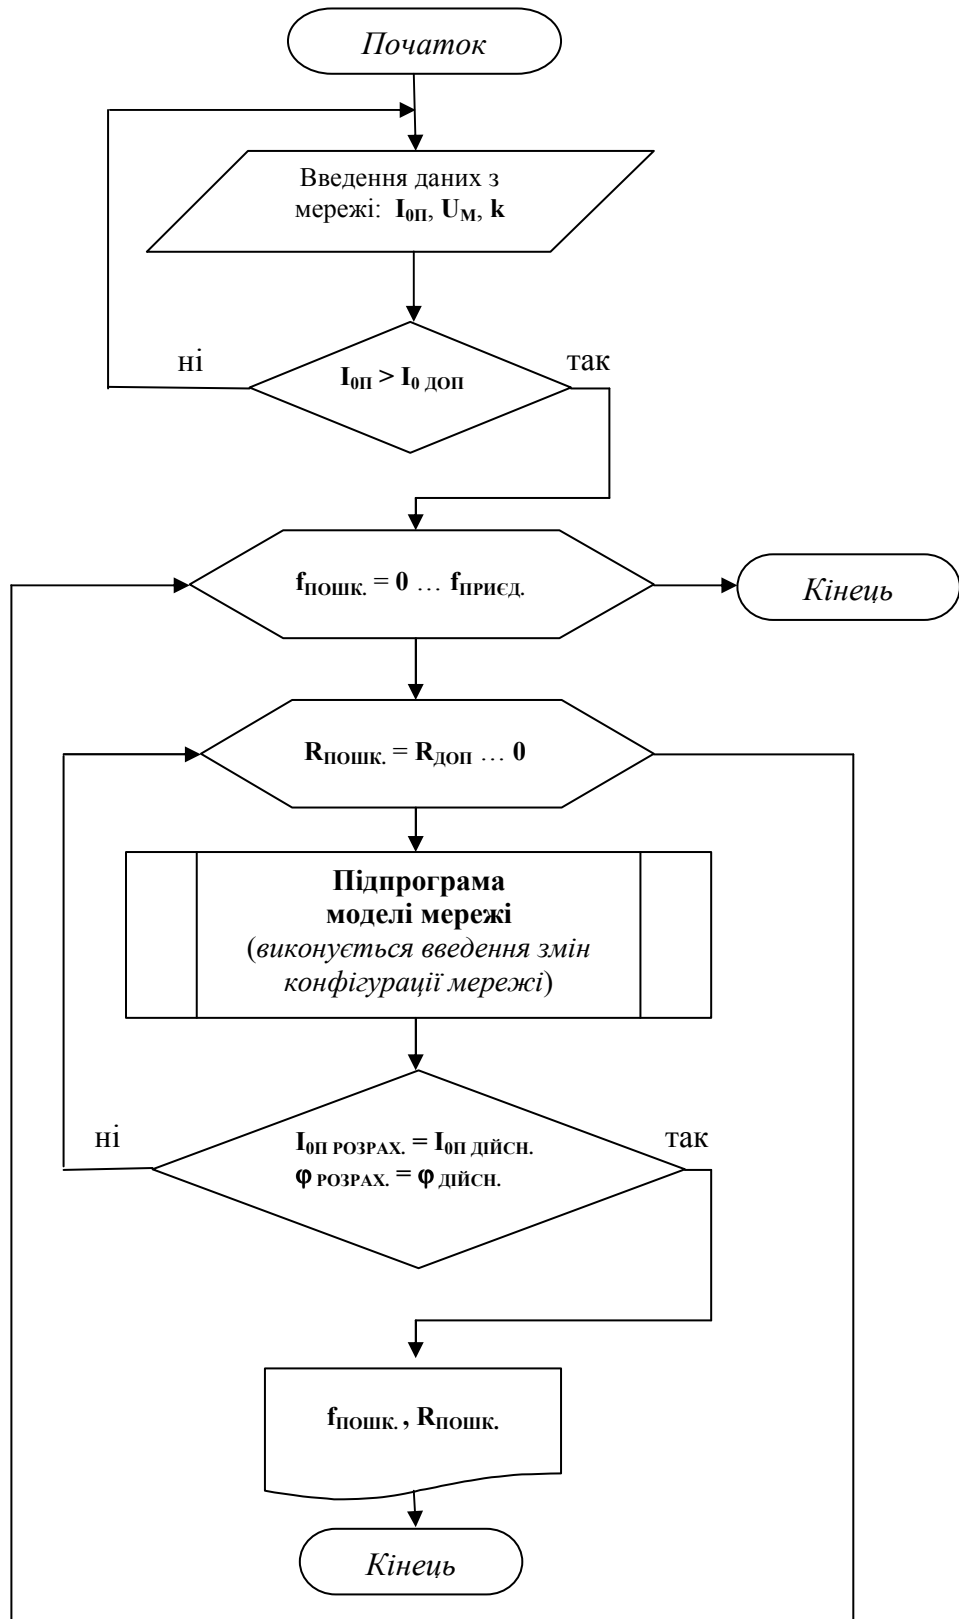 Початок
Введення даних з
мережі: I0П, UМ, k
ні
так
I0П > I0 ДОП
fПОШК. = 0 … fПРИЄД.
Кінець
RПОШК. = RДОП … 0
Підпрограма
моделі мережі
(виконується введення змін
конфігурації мережі)
ні
так
I0П РОЗРАХ. = I0П ДІЙСН.
φ РОЗРАХ. = φ ДІЙСН.
fПОШК. , RПОШК.
Кінець